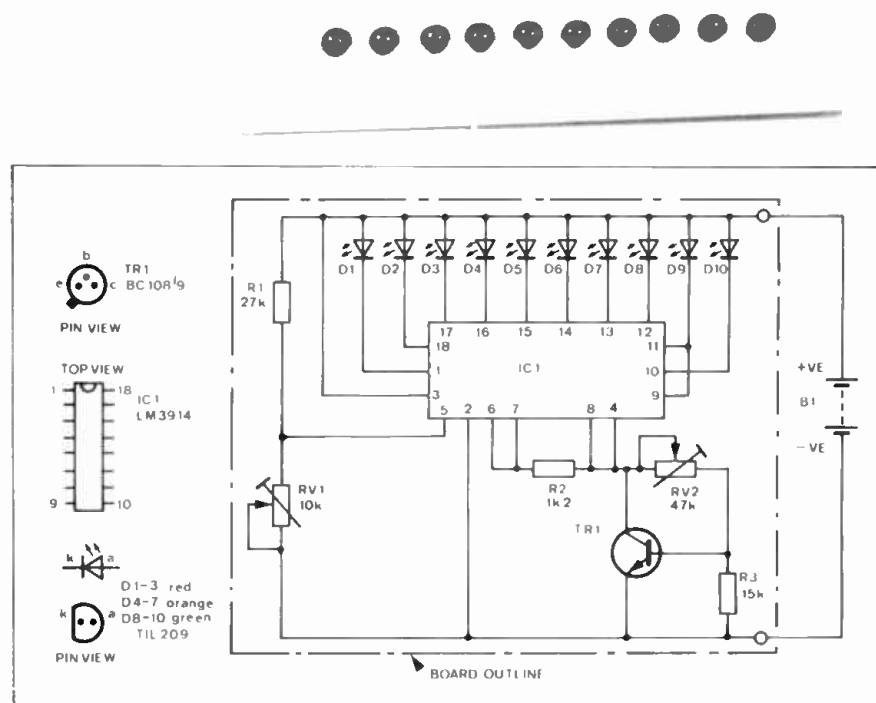 b
TR1
e
c
BC108/9
PIN VIEW
TOP VIEW
1
18
IC1
LM3914
9
10
k
a
D1-3 red
D4-7 orange
D8-10 green
TIL209
k
a
PIN VIEW
R1
27k
D1
D2
D3
D4
D5
D6
D7
D8
D9
D10
17
16
15
14
13
12
18
11
1
IC1
10
3
9
5
2
6
7
8
4
RV1
10k
R2
1k2
RV2
47k
TR1
R3
15k
+VE
B1
-VE
BOARD OUTLINE